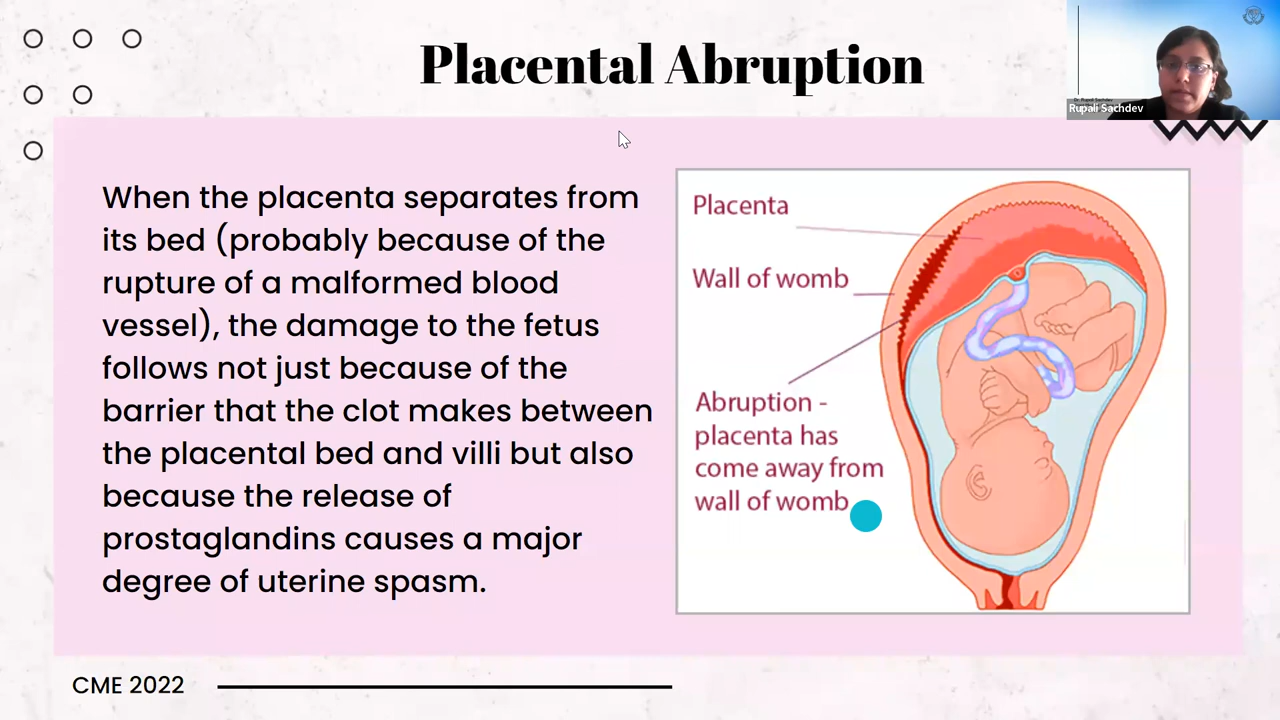 Placental Abruption
Rupali Sachdev
When the placenta separates from
its bed (probably because of the
rupture of a malformed blood
vessel), the damage to the fetus
follows not just because of the
barrier that the clot makes between
the placental bed and villi but also
because the release of
prostaglandins causes a major
degree of uterine spasm.
Placenta
Wall of womb
Abruption -
placenta has
come away from
wall of womb
CME 2022